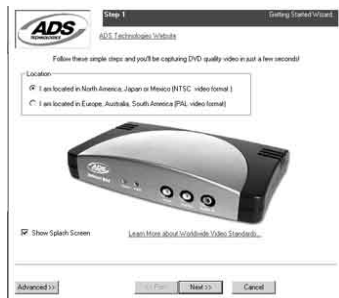 Step 1
Getting Started Wizard
ADS
TECHNOLOGIES
ADS Technologies Website
Follow these simple steps and you'll be capturing DVD quality video in just a few seconds!
Location
I am located in North America, Japan or Mexico (NTSC video format )
I am located in Europe, Australia, South America (PAL video format)
ADS
Show Splash Screen
Learn More about Worldwide Video Standards...
Advanced >>
Next >>
Cancel